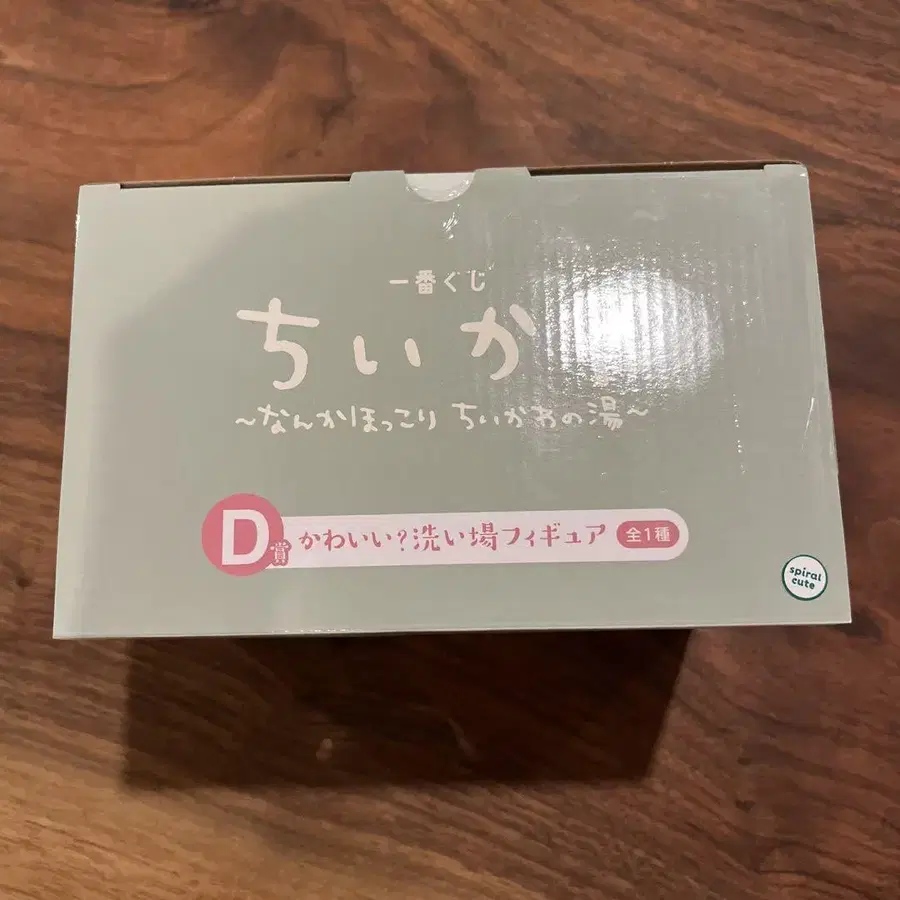 一番くじ
ちいか
~なんかほっこり ちいかわの湯~
D賞 かわいい?洗い場フィギュア 全1種
spiral
cute